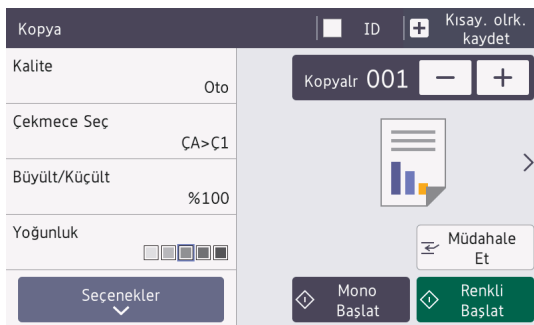 Kopya
ID
Kısay. olrk.
kaydet
Kalite
Oto
Çekmece Seç
ÇA>Ç1
Büyült/Küçült
%100
Yoğunluk
Seçenekler
Kopyalr 001
Müdahale
Et
Mono
Başlat
Renkli
Başlat